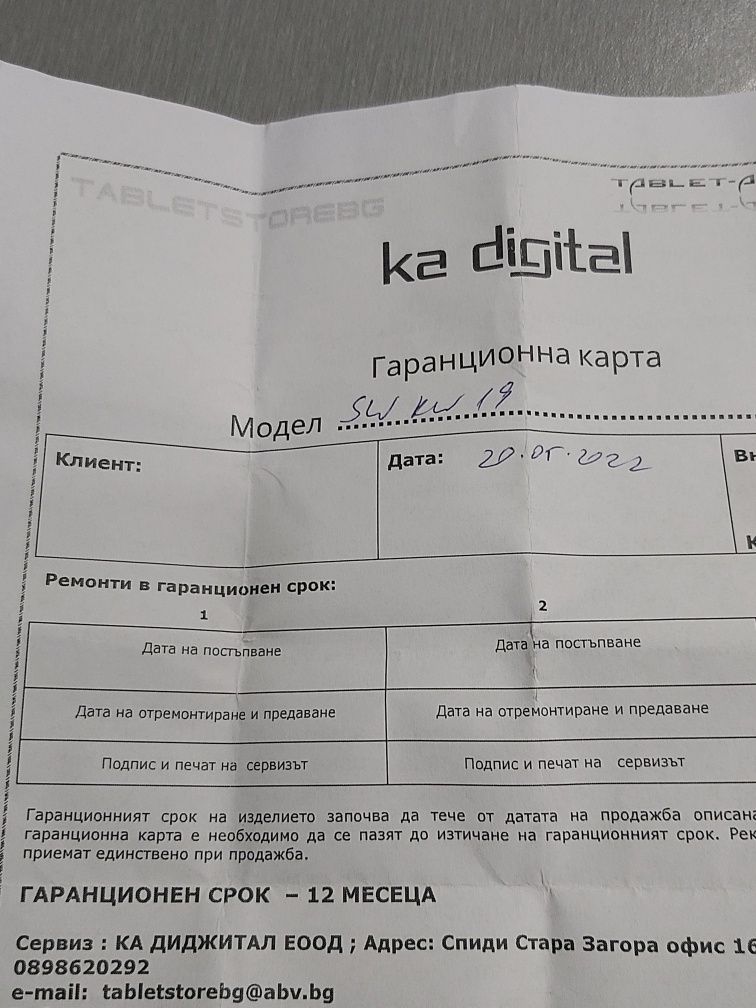 TABLETSTOREBG
TABLET-A
ka digital
Гаранционна карта
Модел SW KW 19
Клиент:
Дата: 20.05.2022
Ремонти в гаранционен срок:
1 2
Дата на постъпване Дата на постъпване
Дата на отремонтиране и предаване Дата на отремонтиране и предаване
Подпис и печат на сервизът Подпис и печат на сервизът
Гаранционният срок на изделието започва да тече от датата на продажба описана
гаранционна карта е необходимо да се пазят до изтичане на гаранционният срок. Рек
приемат единствено при продажба.
ГАРАНЦИОНЕН СРОК – 12 МЕСЕЦА
Сервиз : КА ДИДЖИТАЛ ЕООД ; Адрес: Спиди Стара Загора офис 16
0898620292
e-mail: tabletstorebg@abv.bg